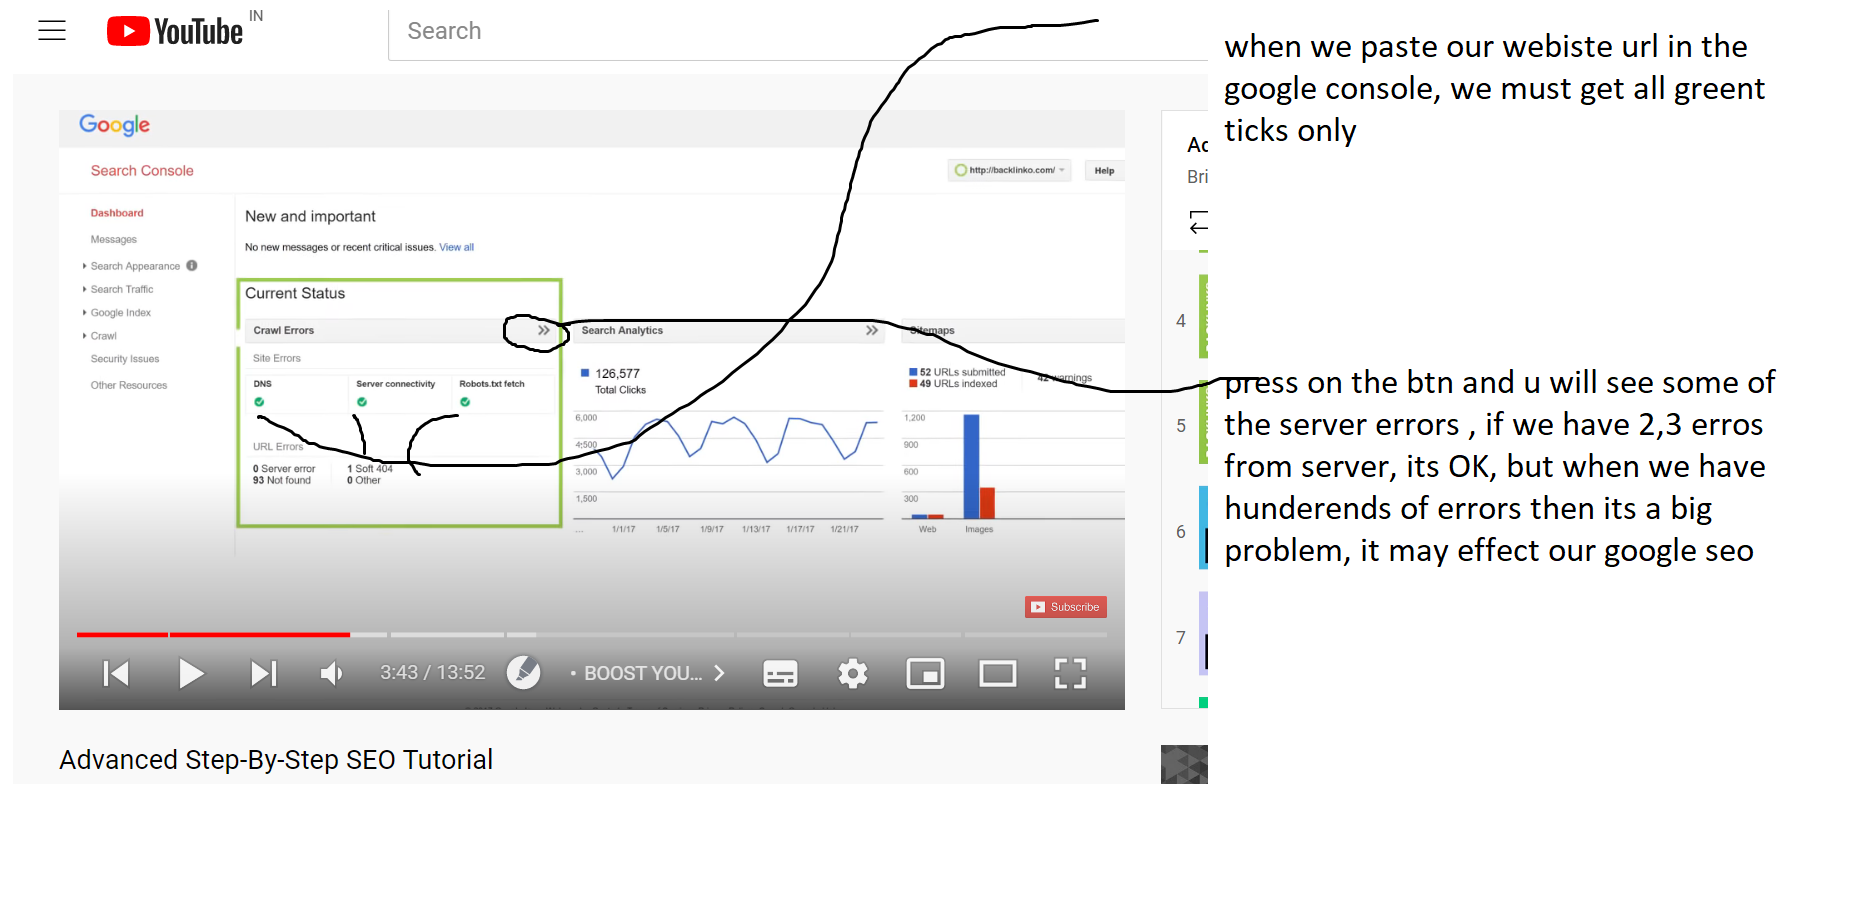 YouTube IN
Search
Google
Search Console
http://backlinko.com/
Help
Dashboard
Messages
Search Appearance
Search Traffic
Google Index
Crawl
Security Issues
Other Resources
New and important
No new messages or recent critical issues. View all
Current Status
Crawl Errors
Site Errors
DNS
Server connectivity
Robots.txt fetch
URL Errors
0 Server error
93 Not found
1 Soft 404
0 Other
Search Analytics
126,577
Total Clicks
6,000
4,500
3,000
1,500
...
1/1/17 1/5/17 1/9/17 1/13/17 1/17/17 1/21/17
Sitemaps
52 URLs submitted
49 URLs indexed
42 warnings
1,200
900
600
300
Web Images
Subscribe
3:43 / 13:52
• BOOST YOU...
Advanced Step-By-Step SEO Tutorial
Bri
4
5
6
7
when we paste our webiste url in the
google console, we must get all greent
ticks only
press on the btn and u will see some of
the server errors , if we have 2,3 erros
from server, its OK, but when we have
hunderends of errors then its a big
problem, it may effect our google seo